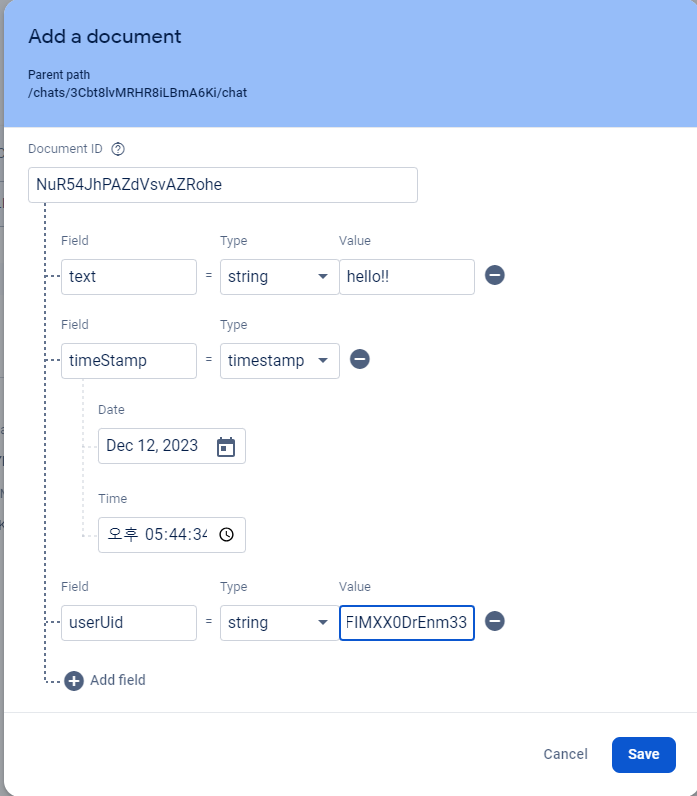 Add a document
Parent path
/chats/3Cbt8lvMRHR8iLBmA6Ki/chat
Document ID
NuR54JhPAZdVsvAZRohe
Field Type Value
text = string hello!!
Field Type
timeStamp = timestamp
Date
Dec 12, 2023
Time
오후 05:44:34
Field Type Value
userUid = string FIMXX0DrEnm33
Add field
Cancel Save